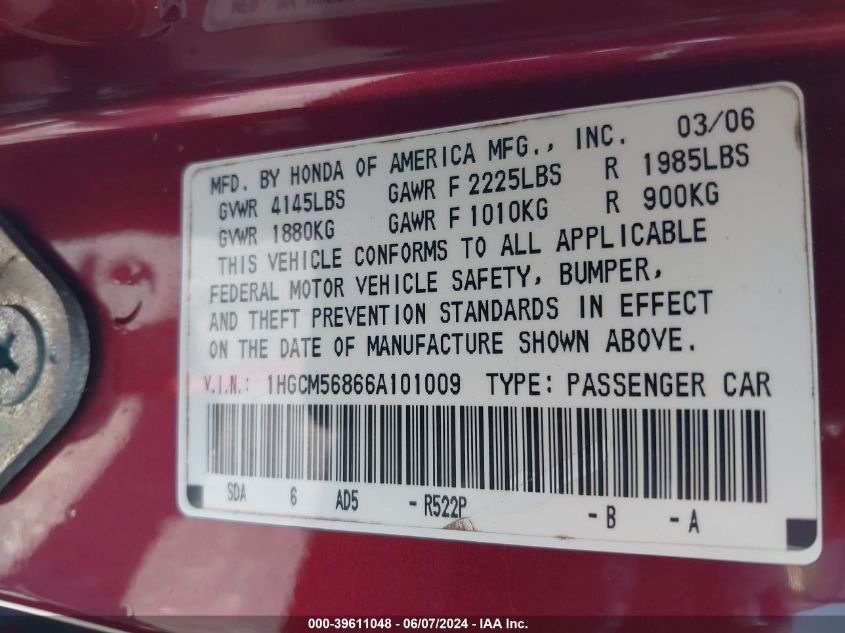 MFD. BY HONDA OF AMERICA MFG., INC. 03/06
GVWR 4145LBS GAWR F 2225LBS R 1985LBS
GVWR 1880KG GAWR F 1010KG R 900KG
THIS VEHICLE CONFORMS TO ALL APPLICABLE
FEDERAL MOTOR VEHICLE SAFETY, BUMPER,
AND THEFT PREVENTION STANDARDS IN EFFECT
ON THE DATE OF MANUFACTURE SHOWN ABOVE.
V.I.N.: 1HGCM56866A101009 TYPE: PASSENGER CAR
SDA 6 AD5 - R522P - B - A
000-39611048 - 06/07/2024 - IAA Inc.